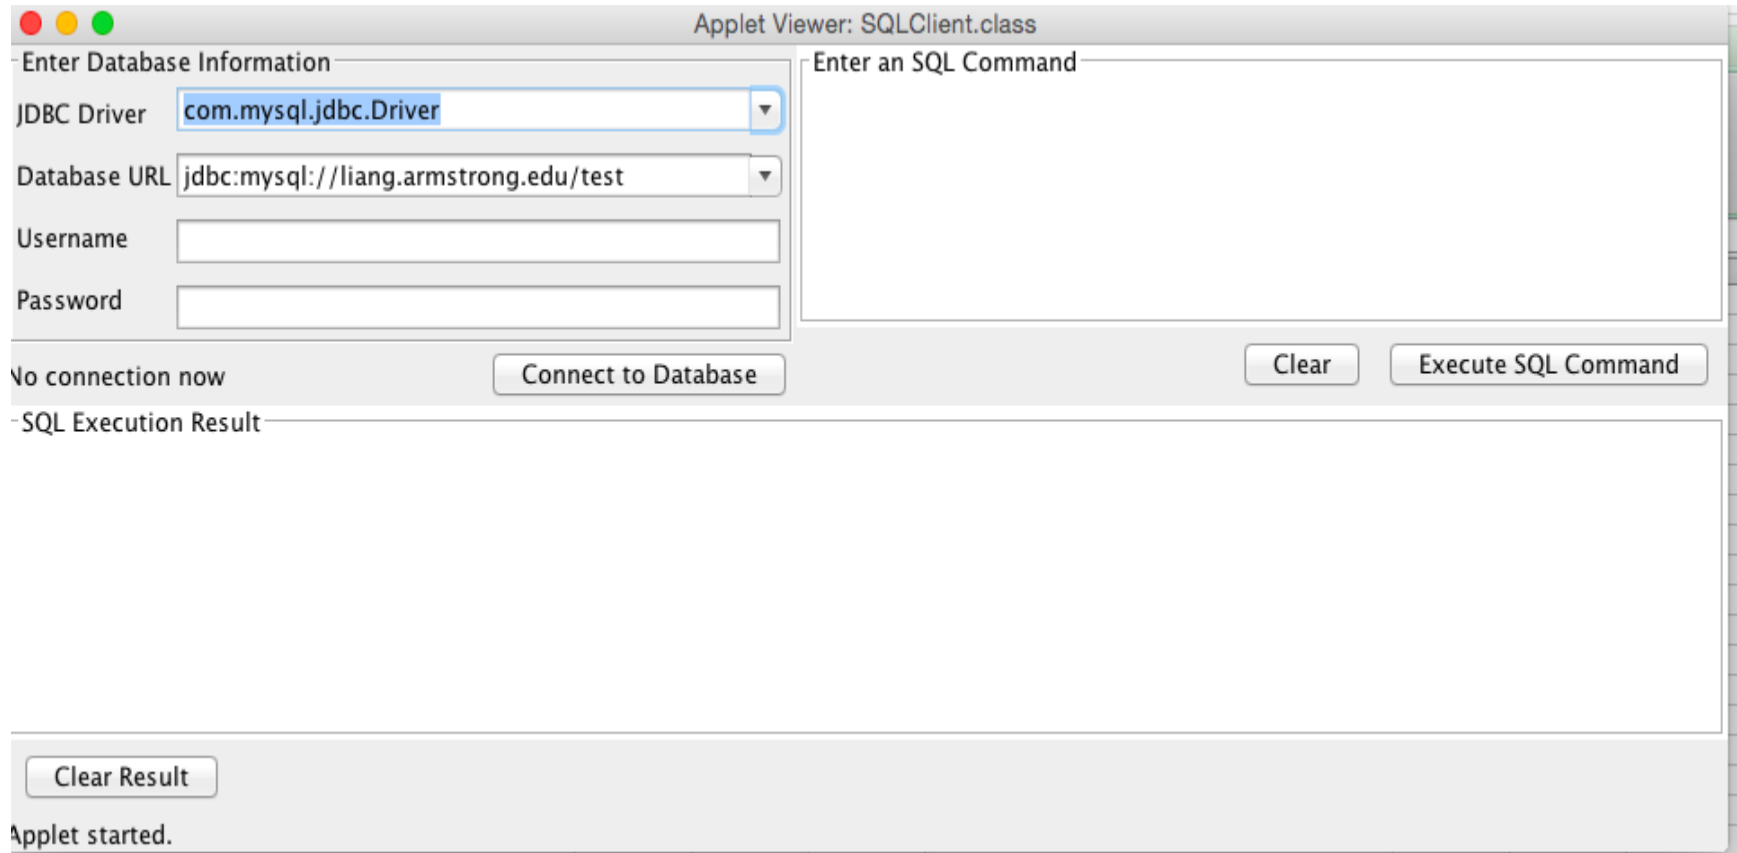 Applet Viewer: SQLClient.class
Enter Database Information
JDBC Driver
com.mysql.jdbc.Driver
Database URL
jdbc:mysql://liang.armstrong.edu/test
Username
Password
No connection now
Connect to Database
Enter an SQL Command
Clear
Execute SQL Command
SQL Execution Result
Clear Result
Applet started.